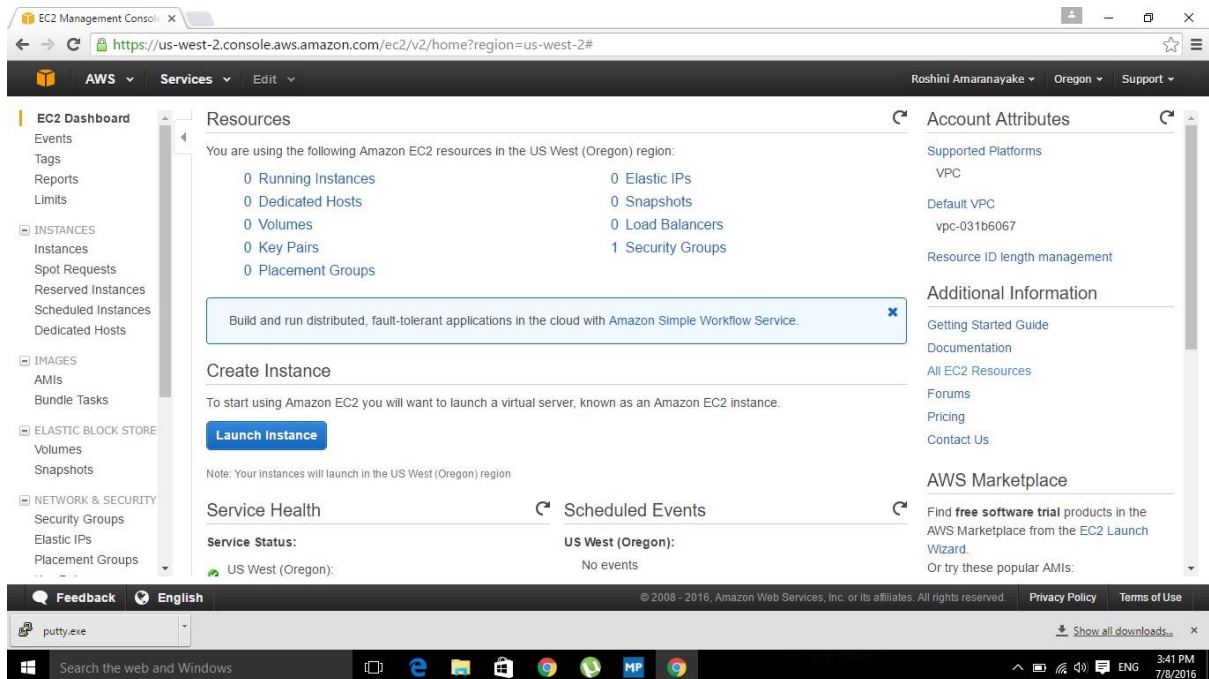 EC2 Management Console
https://us-west-2.console.aws.amazon.com/ec2/v2/home?region=us-west-2#
AWS Services Edit Roshini Amaranayake Oregon Support
EC2 Dashboard
Events
Tags
Reports
Limits
INSTANCES
Instances
Spot Requests
Reserved Instances
Scheduled Instances
Dedicated Hosts
IMAGES
AMIs
Bundle Tasks
ELASTIC BLOCK STORE
Volumes
Snapshots
NETWORK & SECURITY
Security Groups
Elastic IPs
Placement Groups
Resources
You are using the following Amazon EC2 resources in the US West (Oregon) region:
0 Running Instances 0 Elastic IPs
0 Dedicated Hosts 0 Snapshots
0 Volumes 0 Load Balancers
0 Key Pairs 1 Security Groups
0 Placement Groups
Build and run distributed, fault-tolerant applications in the cloud with Amazon Simple Workflow Service.
Create Instance
To start using Amazon EC2 you will want to launch a virtual server, known as an Amazon EC2 instance.
Launch Instance
Note: Your instances will launch in the US West (Oregon) region
Service Health
Service Status:
US West (Oregon):
Scheduled Events
US West (Oregon):
No events
Account Attributes
Supported Platforms
VPC
Default VPC
vpc-031b6067
Resource ID length management
Additional Information
Getting Started Guide
Documentation
All EC2 Resources
Forums
Pricing
Contact Us
AWS Marketplace
Find free software trial products in the
AWS Marketplace from the EC2 Launch
Wizard.
Or try these popular AMIs:
Feedback English © 2008 - 2016, Amazon Web Services, Inc. or its affiliates. All rights reserved. Privacy Policy Terms of Use
putty.exe Show all downloads...
Search the web and Windows MP ENG 3:41 PM
7/8/2016